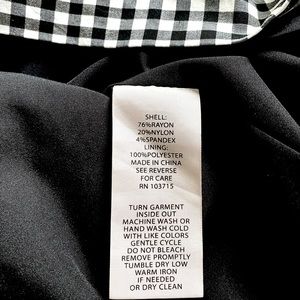 SHELL:
76%RAYON
20%NYLON
4%SPANDEX
LINING:
100%POLYESTER
MADE IN CHINA
SEE REVERSE
FOR CARE
RN 103715
TURN GARMENT
INSIDE OUT
MACHINE WASH OR
HAND WASH COLD
WITH LIKE COLORS
GENTLE CYCLE
DO NOT BLEACH
REMOVE PROMPTLY
TUMBLE DRY LOW
WARM IRON
IF NEEDED
OR DRY CLEAN